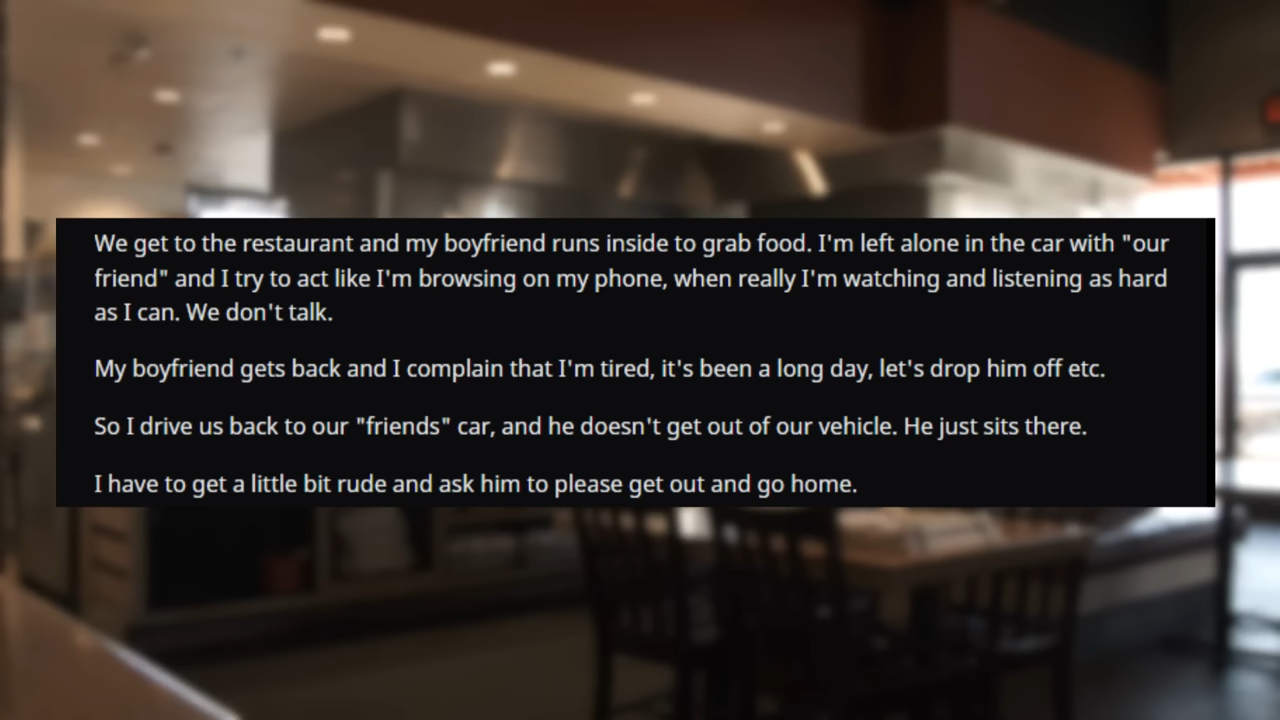 We get to the restaurant and my boyfriend runs inside to grab food. I'm left alone in the car with "our
friend" and I try to act like I'm browsing on my phone, when really I'm watching and listening as hard
as I can. We don't talk.
My boyfriend gets back and I complain that I'm tired, it's been a long day, let's drop him off etc.
So I drive us back to our "friends" car, and he doesn't get out of our vehicle. He just sits there.
I have to get a little bit rude and ask him to please get out and go home.